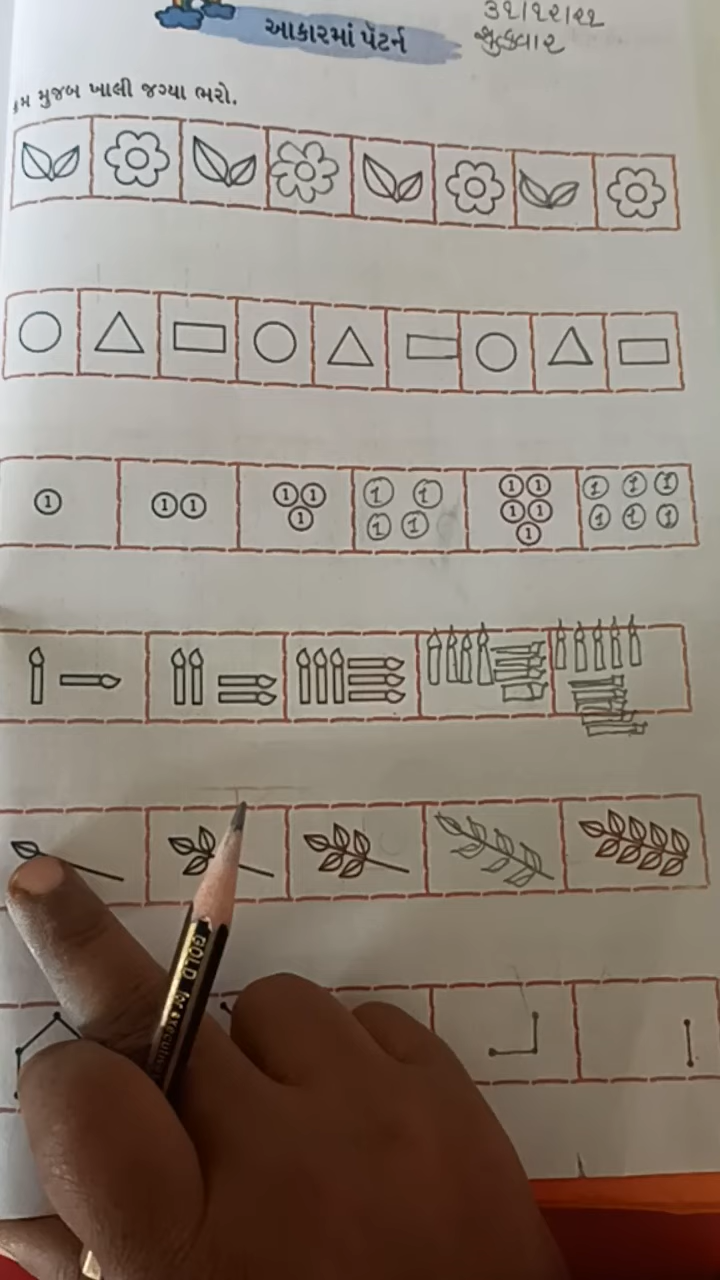 ૩૧/૧૨/૨૧
આકારમાં પૅટર્ન
શુક્રવાર
મુજબ ખાલી જગ્યા ભરો.
1 1 1 1 1 1 1 1 1 1 1 1 1 1 1 1 1 1 1 1 1
GOLD